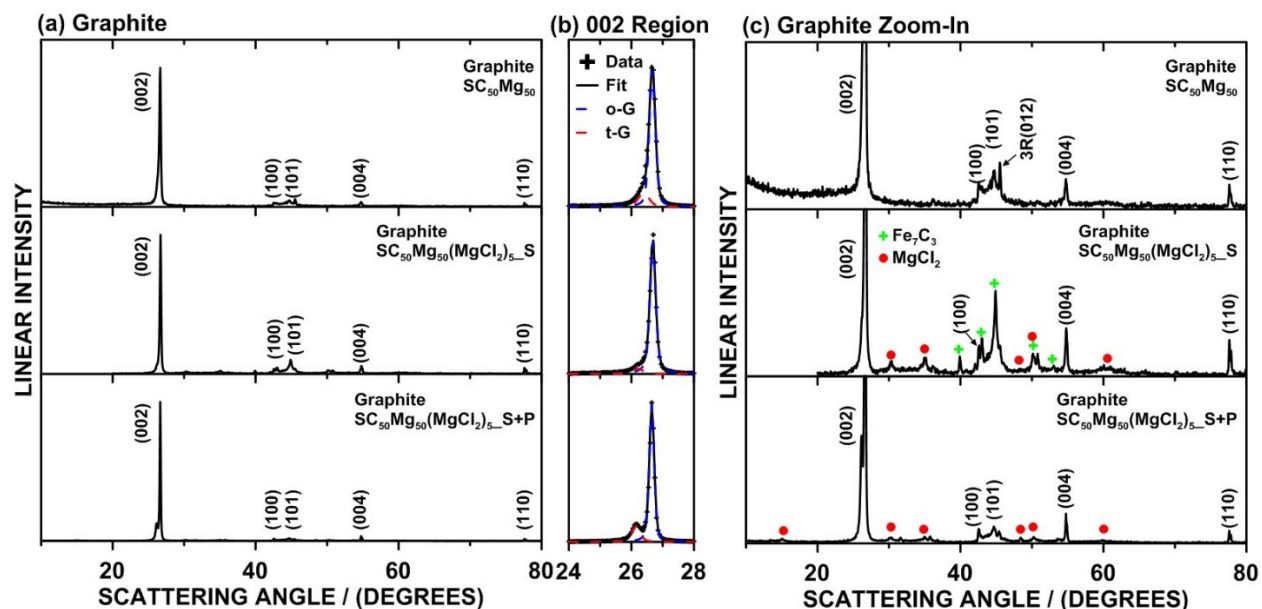 (a) Graphite
(b) 002 Region
(c) Graphite Zoom-In
LINEAR INTENSITY
(002)
Graphite
SC₅₀Mg₅₀
(100)
(101)
(004)
(110)
(002)
Graphite
SC₅₀Mg₅₀(MgCl₂)₅_S
(100)
(101)
(004)
(110)
(002)
Graphite
SC₅₀Mg₅₀(MgCl₂)₅_S+P
(100)
(101)
(004)
(110)
20 40 60 80
SCATTERING ANGLE / (DEGREES)
Data
Fit
o-G
t-G
24 26 28
LINEAR INTENSITY
(002)
Graphite
SC₅₀Mg₅₀
(100)
(101)
3R(012)
(004)
(110)
Fe₇C₃
MgCl₂
(002)
Graphite
SC₅₀Mg₅₀(MgCl₂)₅_S
(100)
(004)
(110)
(002)
Graphite
SC₅₀Mg₅₀(MgCl₂)₅_S+P
(100)
(101)
(004)
(110)
20 40 60 80
SCATTERING ANGLE / (DEGREES)